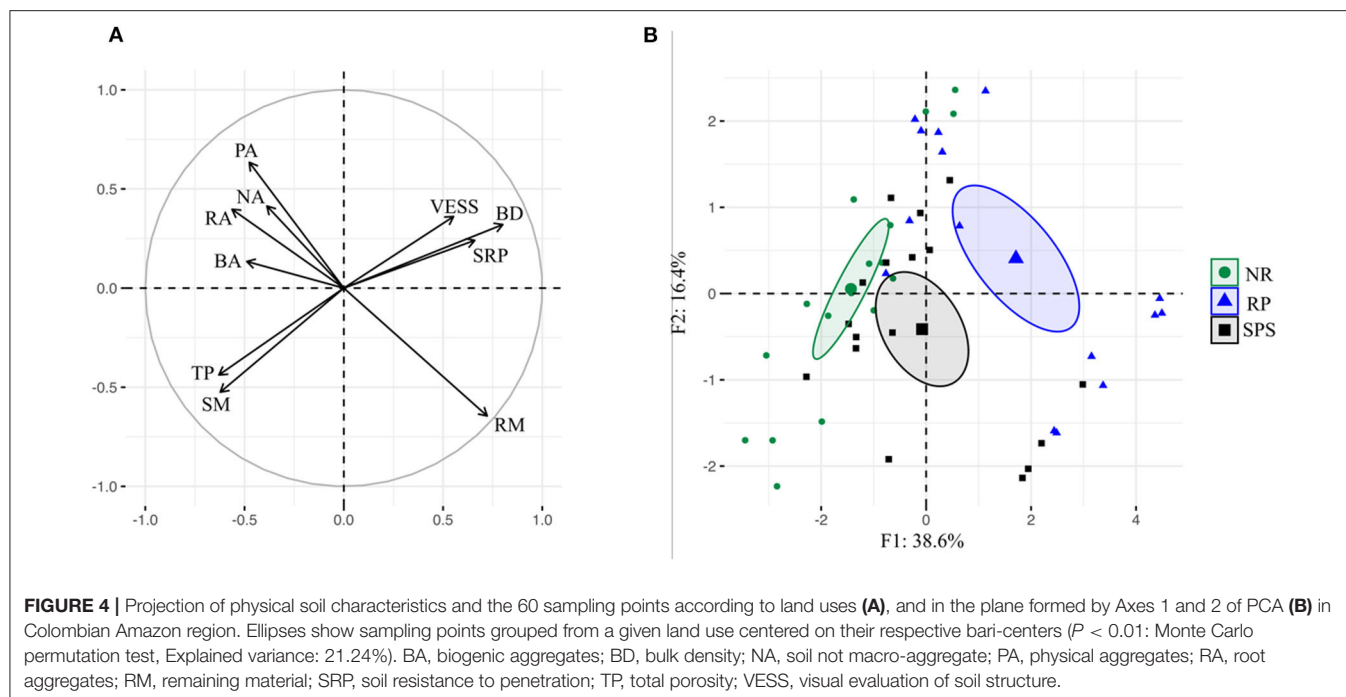 A
B
1.0
0.5
0.0
-0.5
-1.0
-1.0
-0.5
0.0
0.5
1.0
PA
NA
RA
BA
VESS
BD
SRP
TP
SM
RM
F2: 16.4%
2
1
0
-1
-2
-2
0
2
4
F1: 38.6%
NR
RP
SPS
FIGURE 4 | Projection of physical soil characteristics and the 60 sampling points according to land uses (A), and in the plane formed by Axes 1 and 2 of PCA (B) in
Colombian Amazon region. Ellipses show sampling points grouped from a given land use centered on their respective bari-centers (P < 0.01: Monte Carlo
permutation test, Explained variance: 21.24%). BA, biogenic aggregates; BD, bulk density; NA, soil not macro-aggregate; PA, physical aggregates; RA, root
aggregates; RM, remaining material; SRP, soil resistance to penetration; TP, total porosity; VESS, visual evaluation of soil structure.